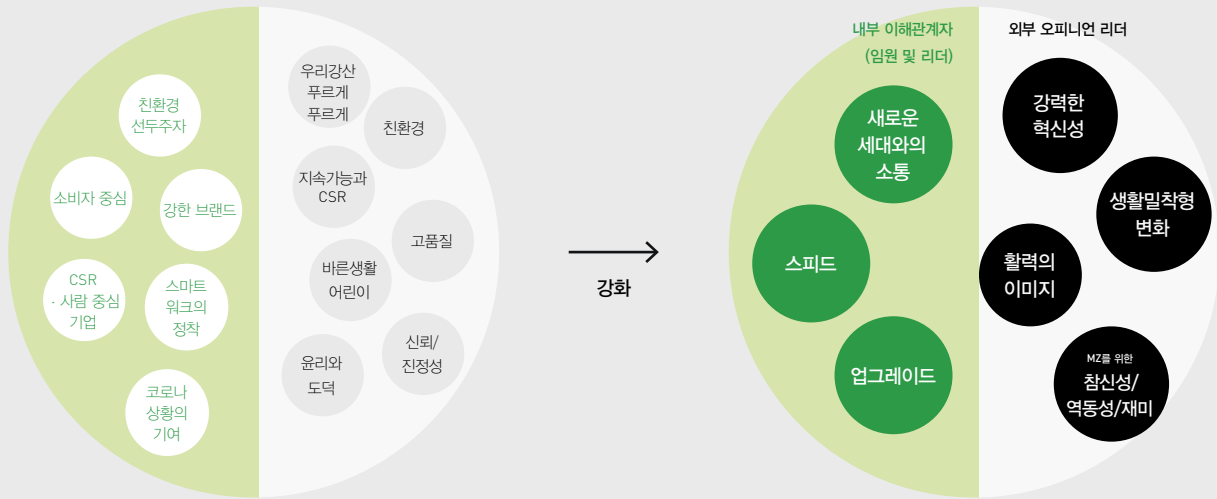 친환경
선두주자
소비자 중심
강한 브랜드
CSR
· 사람 중심
기업
스마트
워크의
정착
코로나
상황의
기여
우리강산
푸르게
푸르게
친환경
지속가능과
CSR
고품질
바른생활
어린이
신뢰/
진정성
윤리와
도덕
강화
내부 이해관계자
(임원 및 리더)
새로운
세대와의
소통
스피드
업그레이드
외부 오피니언 리더
강력한
혁신성
생활밀착형
변화
활력의
이미지
MZ를 위한
참신성/
역동성/재미